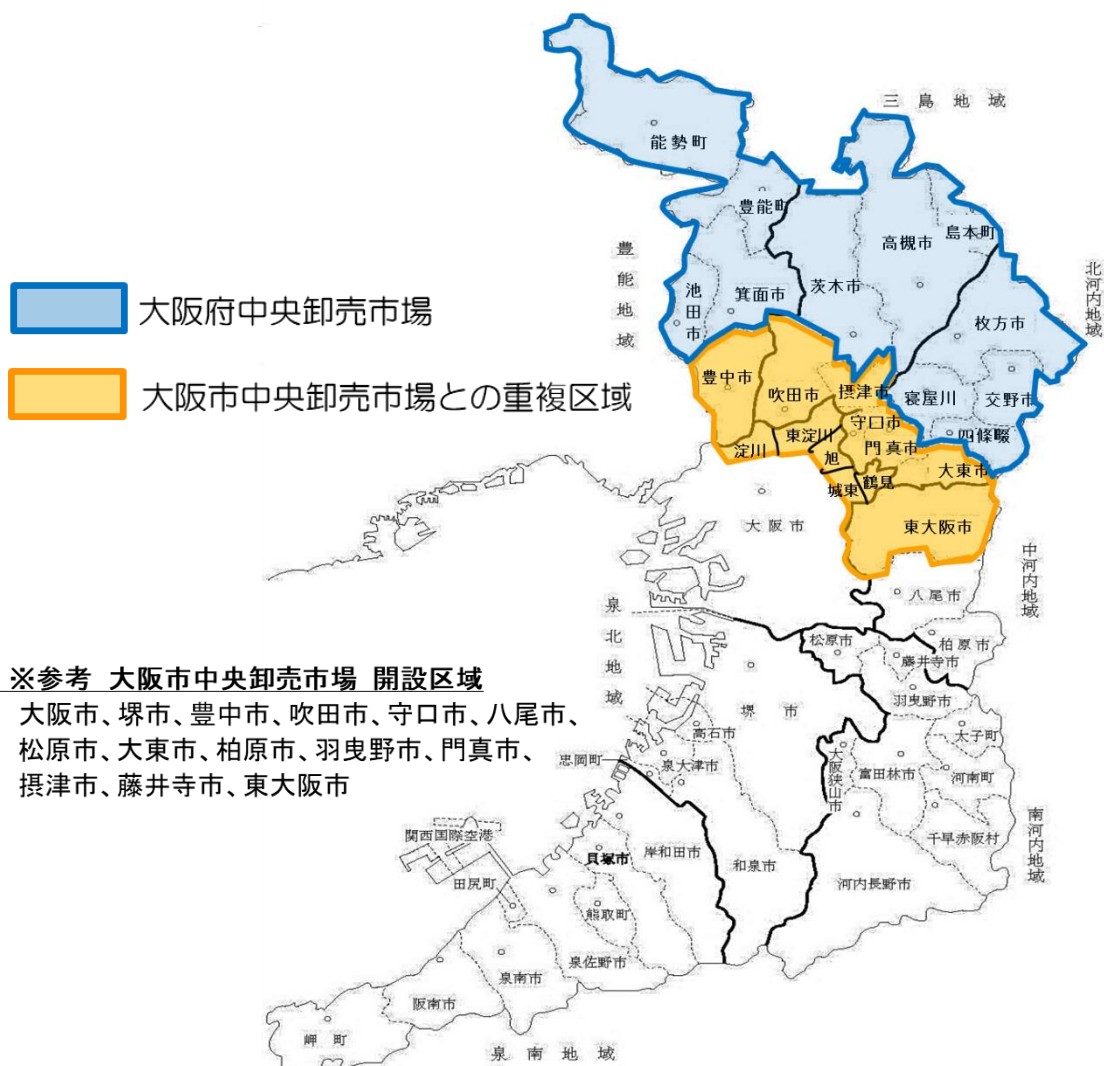 三島地域
能勢町
豊能町
高槻市
島本町
豊能地域
北河内地域
茨木市
池田市
箕面市
枚方市
大阪府中央卸売市場
豊中市
摂津市
寝屋川
交野市
大阪市中央卸売市場との重複区域
吹田市
守口市
淀川
東淀川
門真市
四條畷
旭
大東市
鶴見
城東
大阪市
東大阪市
中河内地域
八尾市
泉北地域
松原市
柏原市
藤井寺市
※参考 大阪市中央卸売市場 開設区域
大阪市、堺市、豊中市、吹田市、守口市、八尾市、
松原市、大東市、柏原市、羽曳野市、門真市、
摂津市、藤井寺市、東大阪市
羽曳野市
堺市
高石市
太子町
忠岡町
泉大津市
大阪狭山市
富田林市
河南町
関西国際空港
千早赤阪村
南河内地域
貝塚市
岸和田市
和泉市
田尻町
河内長野市
熊取町
泉佐野市
泉南市
阪南市
岬町
泉南地域